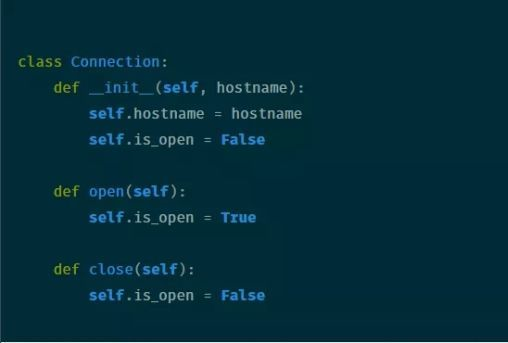 class Connection:
    def __init__(self, hostname):
        self.hostname = hostname
        self.is_open = False

    def open(self):
        self.is_open = True

    def close(self):
        self.is_open = False